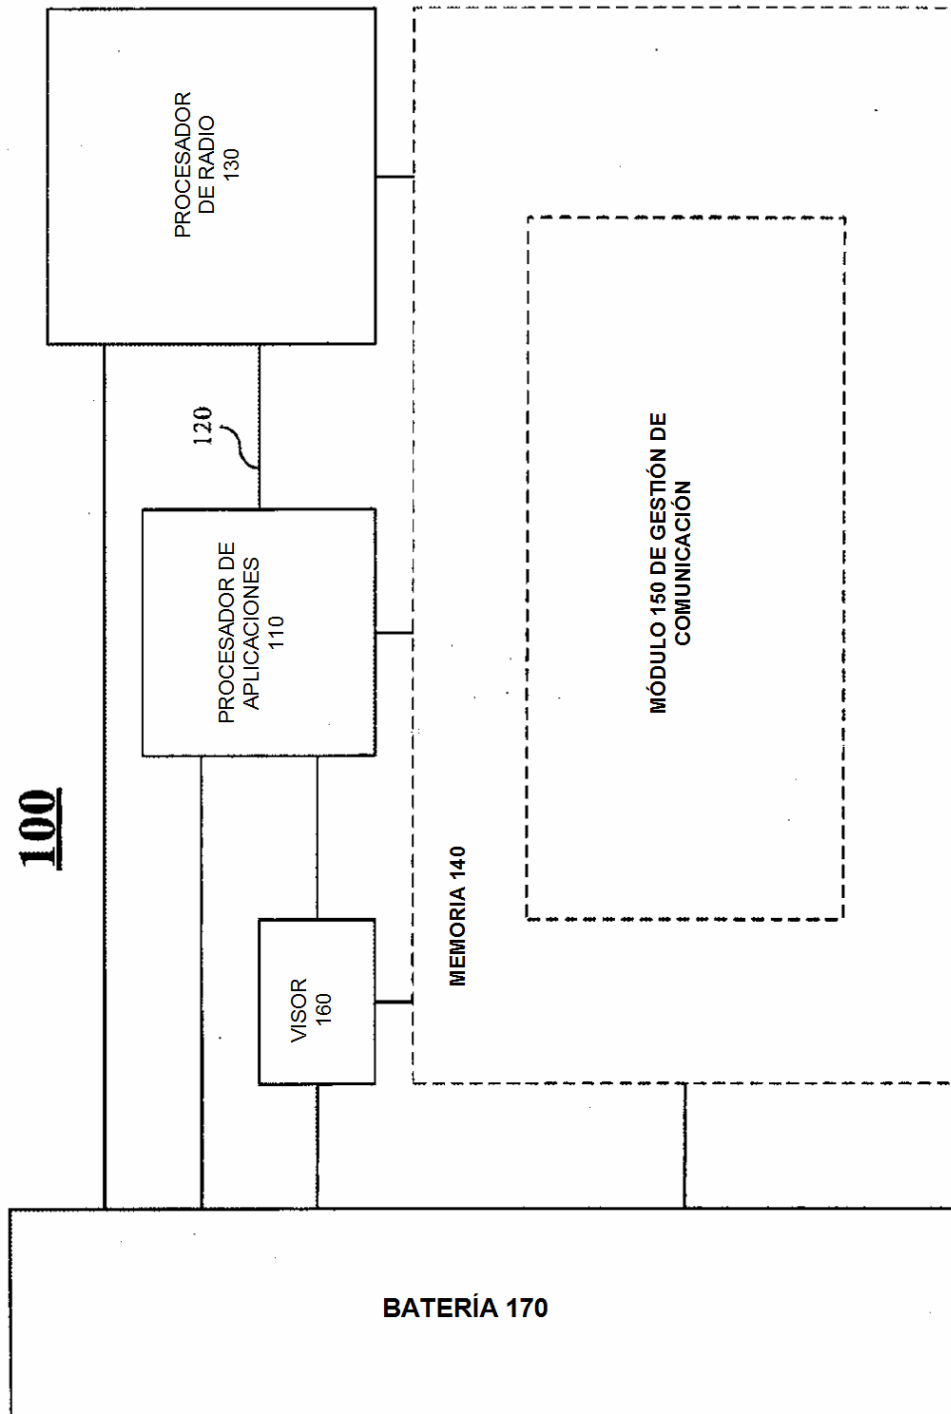 100
PROCESADOR
DE RADIO
130
120
PROCESADOR DE
APLICACIONES
110
VISOR
160
MEMORIA 140
MÓDULO 150 DE GESTIÓN DE
COMUNICACIÓN
BATERÍA 170